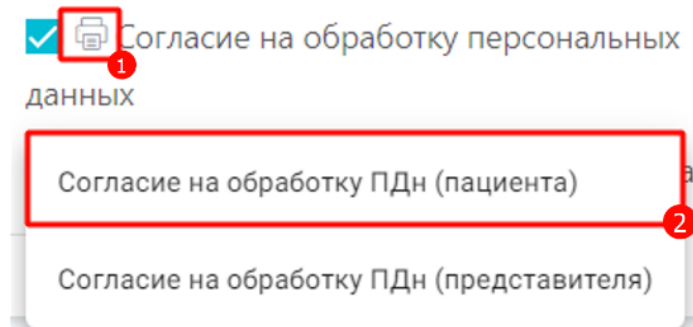 Согласие на обработку персональных
1
данных
Согласие на обработку ПДн (пациента)
2
Согласие на обработку ПДн (представителя)